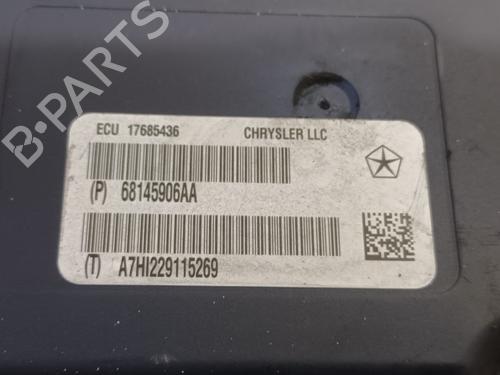 B-PARTS
ECU 17685436 CHRYSLER LLC
(P) 68145906AA
(T) A7HI229115269